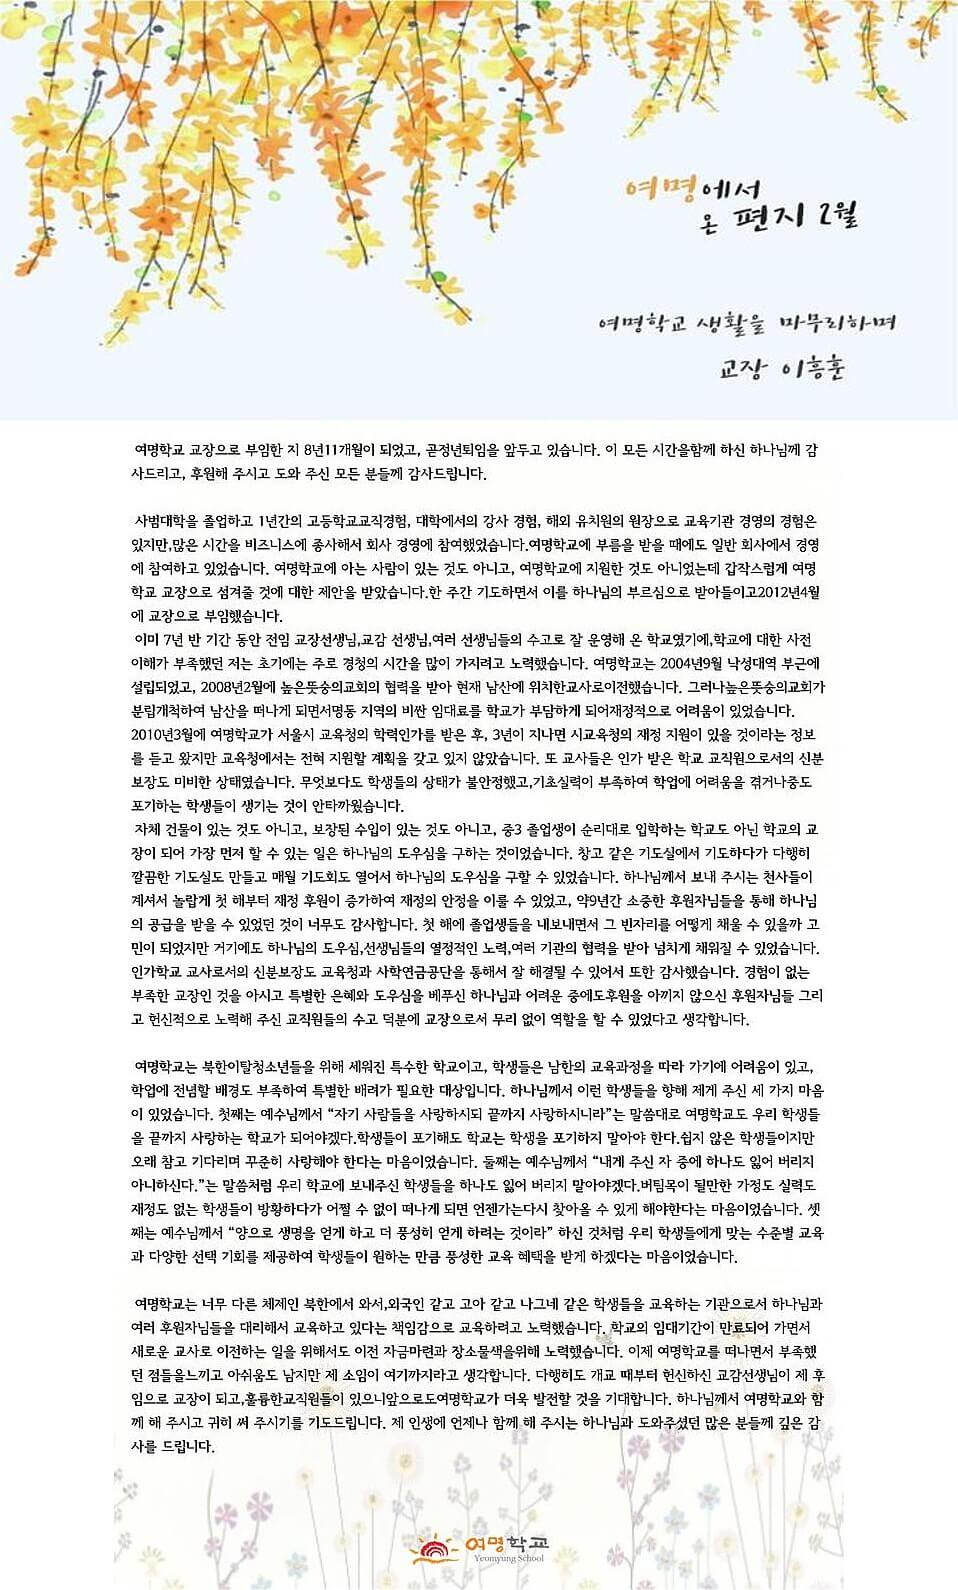 여명에서
온 편지 2월
여명학교 생활을 마무리하며
교장 이흥훈
여명학교 교장으로 부임한 지 8년11개월이 되었고, 곧정년퇴임을 앞두고 있습니다. 이 모든 시간을함께 하신 하나님께 감
사드리고, 후원해 주시고 도와 주신 모든 분들께 감사드립니다.
사범대학을 졸업하고 1년간의 고등학교교직경험, 대학에서의 강사 경험, 해외 유치원의 원장으로 교육기관 경영의 경험은
있지만,많은 시간을 비즈니스에 종사해서 회사 경영에 참여했었습니다.여명학교에 부름을 받을 때에도 일반 회사에서 경영
에 참여하고 있었습니다. 여명학교에 아는 사람이 있는 것도 아니고, 여명학교에 지원한 것도 아니었는데 갑작스럽게 여명
학교 교장으로 섬겨줄 것에 대한 제안을 받았습니다.한 주간 기도하면서 이를 하나님의 부르심으로 받아들이고2012년4월
에 교장으로 부임했습니다.
이미 7년 반 기간 동안 전임 교장선생님,교감 선생님,여러 선생님들의 수고로 잘 운영해 온 학교였기에,학교에 대한 사전
이해가 부족했던 저는 초기에는 주로 경청의 시간을 많이 가지려고 노력했습니다. 여명학교는 2004년9월 낙성대역 부근에
설립되었고, 2008년2월에 높은뜻숭의교회의 협력을 받아 현재 남산에 위치한교사로이전했습니다. 그러나높은뜻숭의교회가
분립개척하여 남산을 떠나게 되면서명동 지역의 비싼 임대료를 학교가 부담하게 되어재정적으로 어려움이 있었습니다.
2010년3월에 여명학교가 서울시 교육청의 학력인가를 받은 후, 3년이 지나면 시교육청의 재정 지원이 있을 것이라는 정보
를 듣고 왔지만 교육청에서는 전혀 지원할 계획을 갖고 있지 않았습니다. 또 교사들은 인가 받은 학교 교직원으로서의 신분
보장도 미비한 상태였습니다. 무엇보다도 학생들의 상태가 불안정했고,기초실력이 부족하여 학업에 어려움을 겪거나중도
포기하는 학생들이 생기는 것이 안타까웠습니다.
자체 건물이 있는 것도 아니고, 보장된 수입이 있는 것도 아니고, 중3 졸업생이 순리대로 입학하는 학교도 아닌 학교의 교
장이 되어 가장 먼저 할 수 있는 일은 하나님의 도우심을 구하는 것이었습니다. 창고 같은 기도실에서 기도하다가 다행히
깔끔한 기도실도 만들고 매월 기도회도 열어서 하나님의 도우심을 구할 수 있었습니다. 하나님께서 보내 주시는 천사들이
계셔서 놀랍게 첫 해부터 재정 후원이 증가하여 재정의 안정을 이룰 수 있었고, 약9년간 소중한 후원자님들을 통해 하나님
의 공급을 받을 수 있었던 것이 너무도 감사합니다. 첫 해에 졸업생들을 내보내면서 그 빈자리를 어떻게 채울 수 있을까 고
민이 되었지만 거기에도 하나님의 도우심,선생님들의 열정적인 노력,여러 기관의 협력을 받아 넘치게 채워질 수 있었습니다.
인가학교 교사로서의 신분보장도 교육청과 사학연금공단을 통해서 잘 해결될 수 있어서 또한 감사했습니다. 경험이 없는
부족한 교장인 것을 아시고 특별한 은혜와 도우심을 베푸신 하나님과 어려운 중에도후원을 아끼지 않으신 후원자님들 그리
고 헌신적으로 노력해 주신 교직원들의 수고 덕분에 교장으로서 무리 없이 역할을 할 수 있었다고 생각합니다.
여명학교는 북한이탈청소년들을 위해 세워진 특수한 학교이고, 학생들은 남한의 교육과정을 따라 가기에 어려움이 있고,
학업에 전념할 배경도 부족하여 특별한 배려가 필요한 대상입니다. 하나님께서 이런 학생들을 향해 제게 주신 세 가지 마음
이 있었습니다. 첫째는 예수님께서 “자기 사람들을 사랑하시되 끝까지 사랑하시니라”는 말씀대로 여명학교도 우리 학생들
을 끝까지 사랑하는 학교가 되어야겠다.학생들이 포기해도 학교는 학생을 포기하지 말아야 한다.쉽지 않은 학생들이지만
오래 참고 기다리며 꾸준히 사랑해야 한다는 마음이었습니다. 둘째는 예수님께서 “내게 주신 자 중에 하나도 잃어 버리지
아니하신다.”는 말씀처럼 우리 학교에 보내주신 학생들을 하나도 잃어 버리지 말아야겠다.버팀목이 될만한 가정도 실력도
재정도 없는 학생들이 방황하다가 어쩔 수 없이 떠나게 되면 언젠가는다시 찾아올 수 있게 해야한다는 마음이었습니다. 셋
째는 예수님께서 “양으로 생명을 얻게 하고 더 풍성히 얻게 하려는 것이라” 하신 것처럼 우리 학생들에게 맞는 수준별 교육
과 다양한 선택 기회를 제공하여 학생들이 원하는 만큼 풍성한 교육 혜택을 받게 하겠다는 마음이었습니다.
여명학교는 너무 다른 체제인 북한에서 와서,외국인 같고 고아 같고 나그네 같은 학생들을 교육하는 기관으로서 하나님과
여러 후원자님들을 대리해서 교육하고 있다는 책임감으로 교육하려고 노력했습니다. 학교의 임대기간이 만료되어 가면서
새로운 교사로 이전하는 일을 위해서도 이전 자금마련과 장소물색을위해 노력했습니다. 이제 여명학교를 떠나면서 부족했
던 점들을느끼고 아쉬움도 남지만 제 소임이 여기까지라고 생각합니다. 다행히도 개교 때부터 헌신하신 교감선생님이 제 후
임으로 교장이 되고,훌륭한교직원들이 있으니앞으로도여명학교가 더욱 발전할 것을 기대합니다. 하나님께서 여명학교와 함
께 해 주시고 귀히 써 주시기를 기도드립니다. 제 인생에 언제나 함께 해 주시는 하나님과 도와주셨던 많은 분들께 깊은 감
사를 드립니다.
여명학교
Yeomyung School